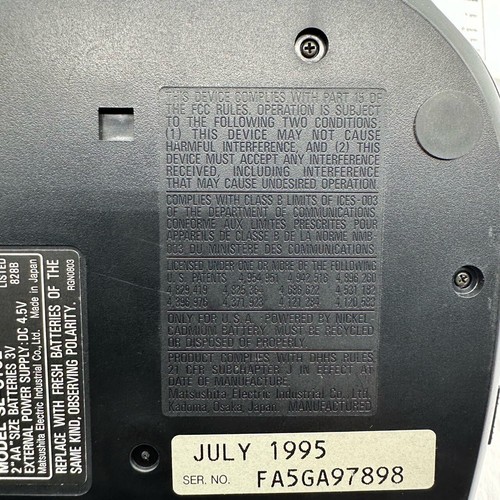 THIS DEVICE COMPLIES WITH PART 15 OF
THE FCC RULES. OPERATION IS SUBJECT
TO THE FOLLOWING TWO CONDITIONS.
(1) THIS DEVICE MAY NOT CAUSE
HARMFUL INTERFERENCE, AND (2) THIS
DEVICE MUST ACCEPT ANY INTERFERENCE
RECEIVED, INCLUDING INTERFERENCE
THAT MAY CAUSE UNDESIRED OPERATION.
COMPLIES WITH CLASS B LIMITS OF ICES-003
OF THE DEPARTMENT OF COMMUNICATIONS.
CONFORME AUX LIMITES PRESCRITES POUR
APPAREILS DE CLASSE B DE LA NORME NMB-
003 DU MINISTERE DES COMMUNICATIONS.
LICENSED UNDER ONE OR MORE OF THE FOLLOWING
U.S. PATENTS
ONLY FOR U.S.A. POWERED BY NICKEL
CADMIUM BATTERY. MUST BE RECYCLED
OR DISPOSED OF PROPERLY.
PRODUCT COMPLIES WITH DHHS RULES
21 CFR SUBCHAPTER J IN EFFECT AT
DATE OF MANUFACTURE.
Matsushita Electric Industrial Co., Ltd.
Kadoma, Osaka, Japan MANUFACTURED
JULY 1995
SER. NO. FA5GA97898
LISTED
828B
2"AA" SIZE BATTERIES 3V
EXTERNAL POWER SUPPLY:DC 4.5V
Matsushita Electric Industrial Co., Ltd. Made in Japan
REPLACE WITH FRESH BATTERIES OF THE
SAME KIND, OBSERVING POLARITY. RGN0803